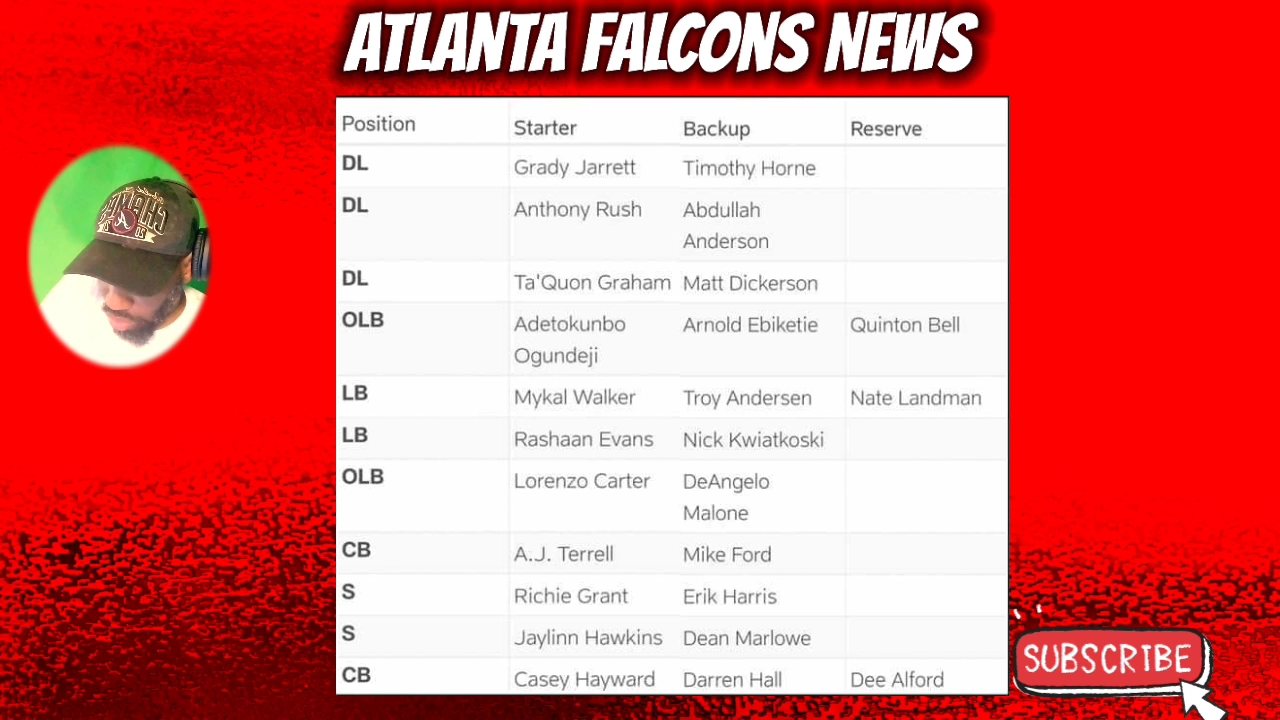 ATLANTA FALCONS NEWS
Position Starter Backup Reserve
DL Grady Jarrett Timothy Horne
DL Anthony Rush Abdullah
Anderson
DL Ta'Quon Graham Matt Dickerson
OLB Adetokunbo Arnold Ebiketie Quinton Bell
Ogundeji
LB Mykal Walker Troy Andersen Nate Landman
LB Rashaan Evans Nick Kwiatkoski
OLB Lorenzo Carter DeAngelo
Malone
CB A.J. Terrell Mike Ford
S Richie Grant Erik Harris
S Jaylinn Hawkins Dean Marlowe
CB Casey Hayward Darren Hall Dee Alford
SUBSCRIBE